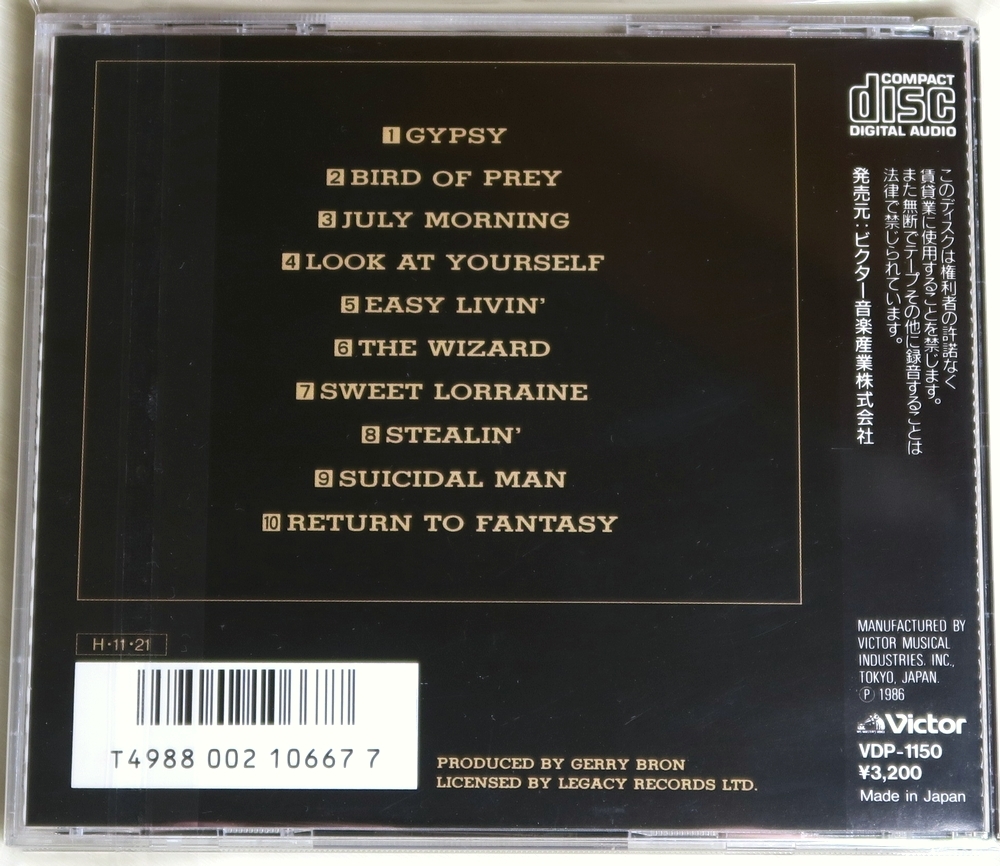 1 GYPSY
2 BIRD OF PREY
3 JULY MORNING
4 LOOK AT YOURSELF
5 EASY LIVIN'
6 THE WIZARD
7 SWEET LORRAINE
8 STEALIN'
9 SUICIDAL MAN
10 RETURN TO FANTASY
H·11·21
T4988 002 10667 7
PRODUCED BY GERRY BRON
LICENSED BY LEGACY RECORDS LTD.
COMPACT
disc
DIGITAL AUDIO
このディスクは権利者の許諾なく
賃貸業に使用することを禁じます。
また無断でテープその他に録音することは
法律で禁じられています。
発売元:ビクター音楽産業株式会社
MANUFACTURED BY
VICTOR MUSICAL
INDUSTRIES. INC.,
TOKYO, JAPAN.
Ⓟ 1986
Victor
VDP-1150
¥3,200
Made in Japan